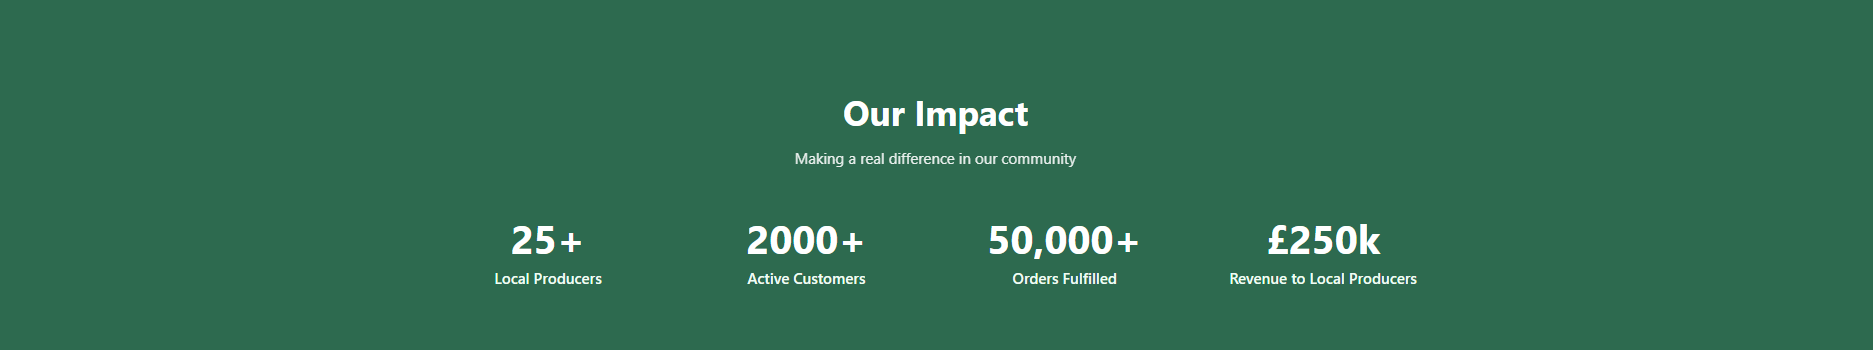 Our Impact
Making a real difference in our community
25+ 2000+ 50,000+ £250k
Local Producers Active Customers Orders Fulfilled Revenue to Local Producers